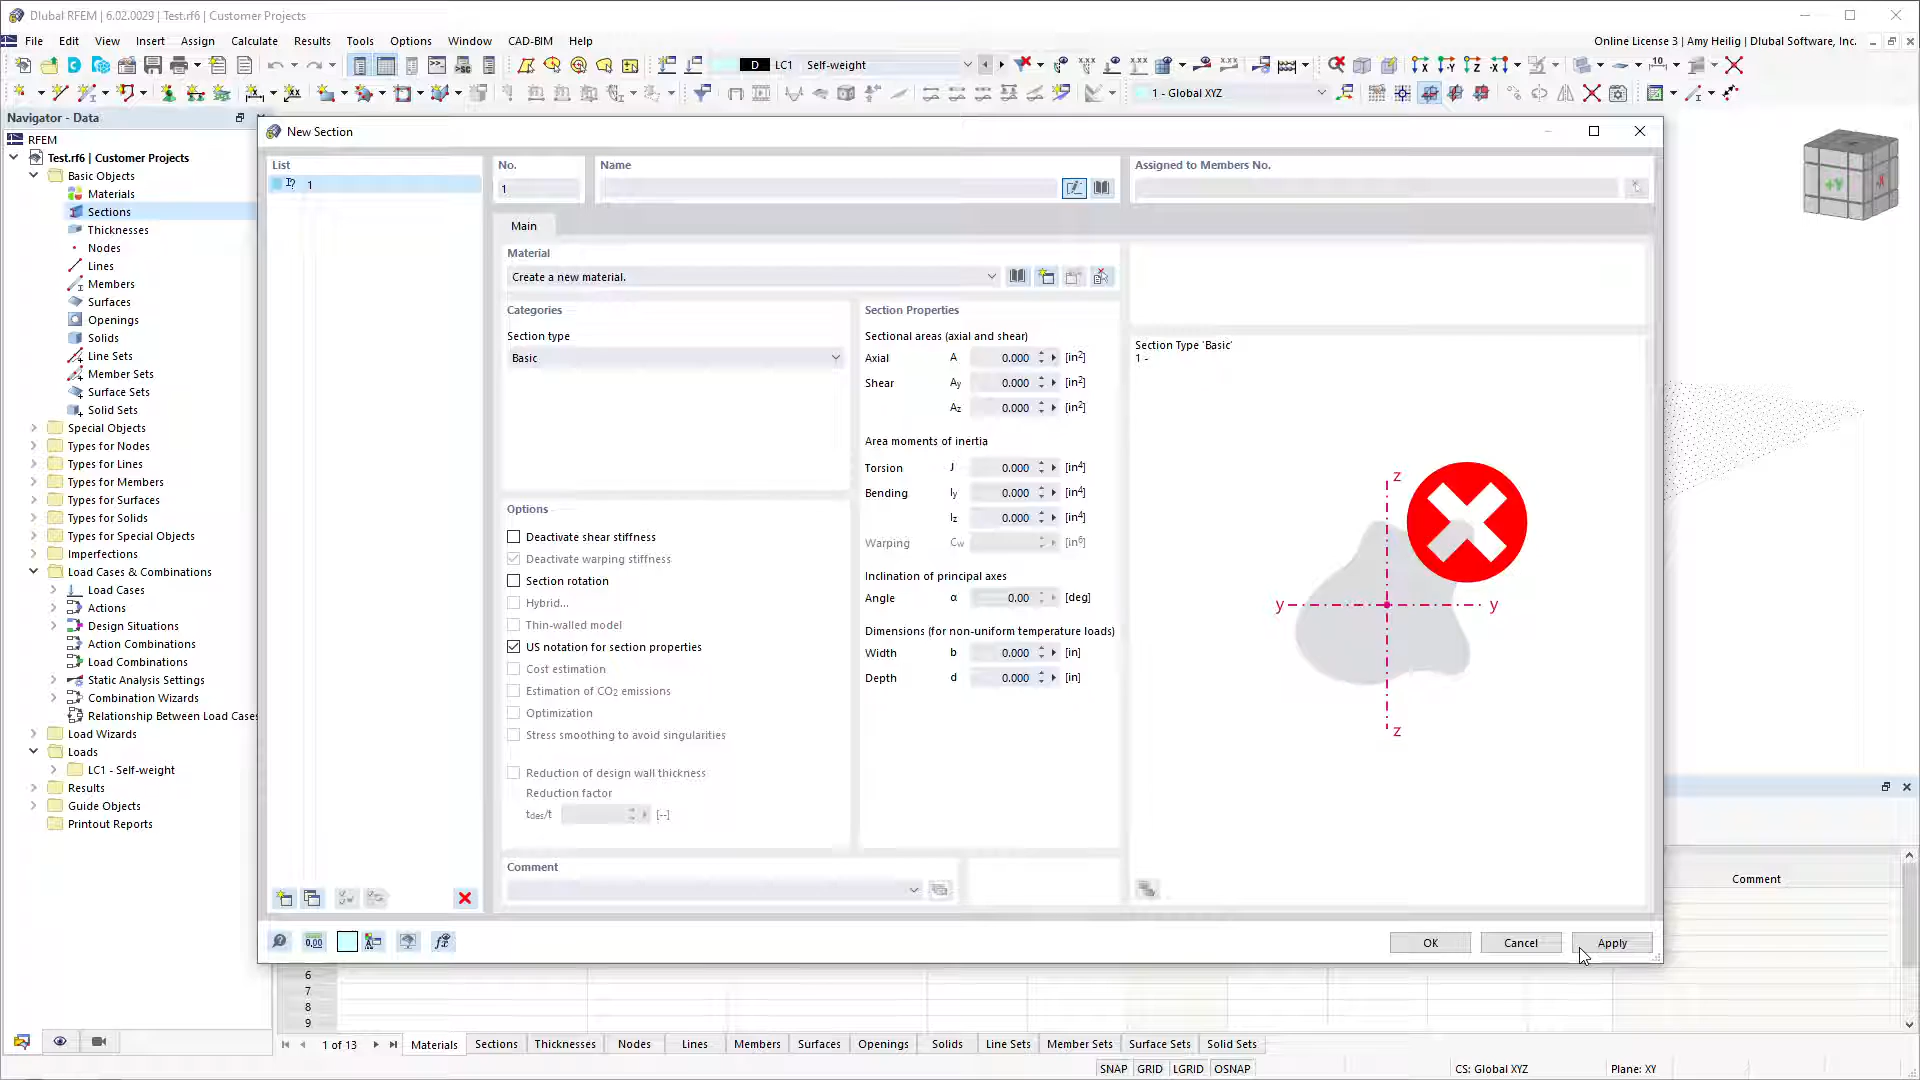 Dlubal RFEM | 6.02.0029 | Test.rf6 | Customer Projects
File Edit View Insert Assign Calculate Results Tools Options Window CAD-BIM Help
Online License 3 | Amy Heilig | Dlubal Software, Inc.
D LC1 Self-weight
1 - Global XYZ
Navigator - Data
RFEM
Test.rf6 | Customer Projects
Basic Objects
Materials
Sections
Thicknesses
Nodes
Lines
Members
Surfaces
Openings
Solids
Line Sets
Member Sets
Surface Sets
Solid Sets
Special Objects
Types for Nodes
Types for Lines
Types for Members
Types for Surfaces
Types for Solids
Types for Special Objects
Imperfections
Load Cases & Combinations
Load Cases
Actions
Design Situations
Action Combinations
Load Combinations
Static Analysis Settings
Combination Wizards
Relationship Between Load Cases
Load Wizards
Loads
LC1 - Self-weight
Results
Guide Objects
Printout Reports
New Section
List
1
No.
1
Name
Assigned to Members No.
Main
Material
Create a new material.
Categories
Section type
Basic
Options
Deactivate shear stiffness
Deactivate warping stiffness
Section rotation
Hybrid...
Thin-walled model
US notation for section properties
Cost estimation
Estimation of CO2 emissions
Optimization
Stress smoothing to avoid singularities
Reduction of design wall thickness
Reduction factor
tdes/t [--]
Section Properties
Sectional areas (axial and shear)
Axial A 0.000 [in2]
Shear Ay 0.000 [in2]
Az 0.000 [in2]
Area moments of inertia
Torsion J 0.000 [in4]
Bending Iy 0.000 [in4]
Iz 0.000 [in4]
Warping Cw [in6]
Inclination of principal axes
Angle α 0.00 [deg]
Dimensions (for non-uniform temperature loads)
Width b 0.000 [in]
Depth d 0.000 [in]
Section Type 'Basic'
1 -
z
y y
z
Comment
OK Cancel Apply
Comment
6
7
8
9
1 of 13 Materials Sections Thicknesses Nodes Lines Members Surfaces Openings Solids Line Sets Member Sets Surface Sets Solid Sets
SNAP GRID LGRID OSNAP CS: Global XYZ Plane: XY